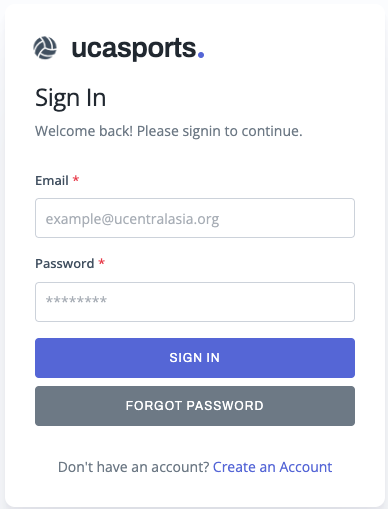 ucasports.
Sign In
Welcome back! Please signin to continue.
Email *
example@ucentralasia.org
Password *
********
SIGN IN
FORGOT PASSWORD
Don't have an account? Create an Account